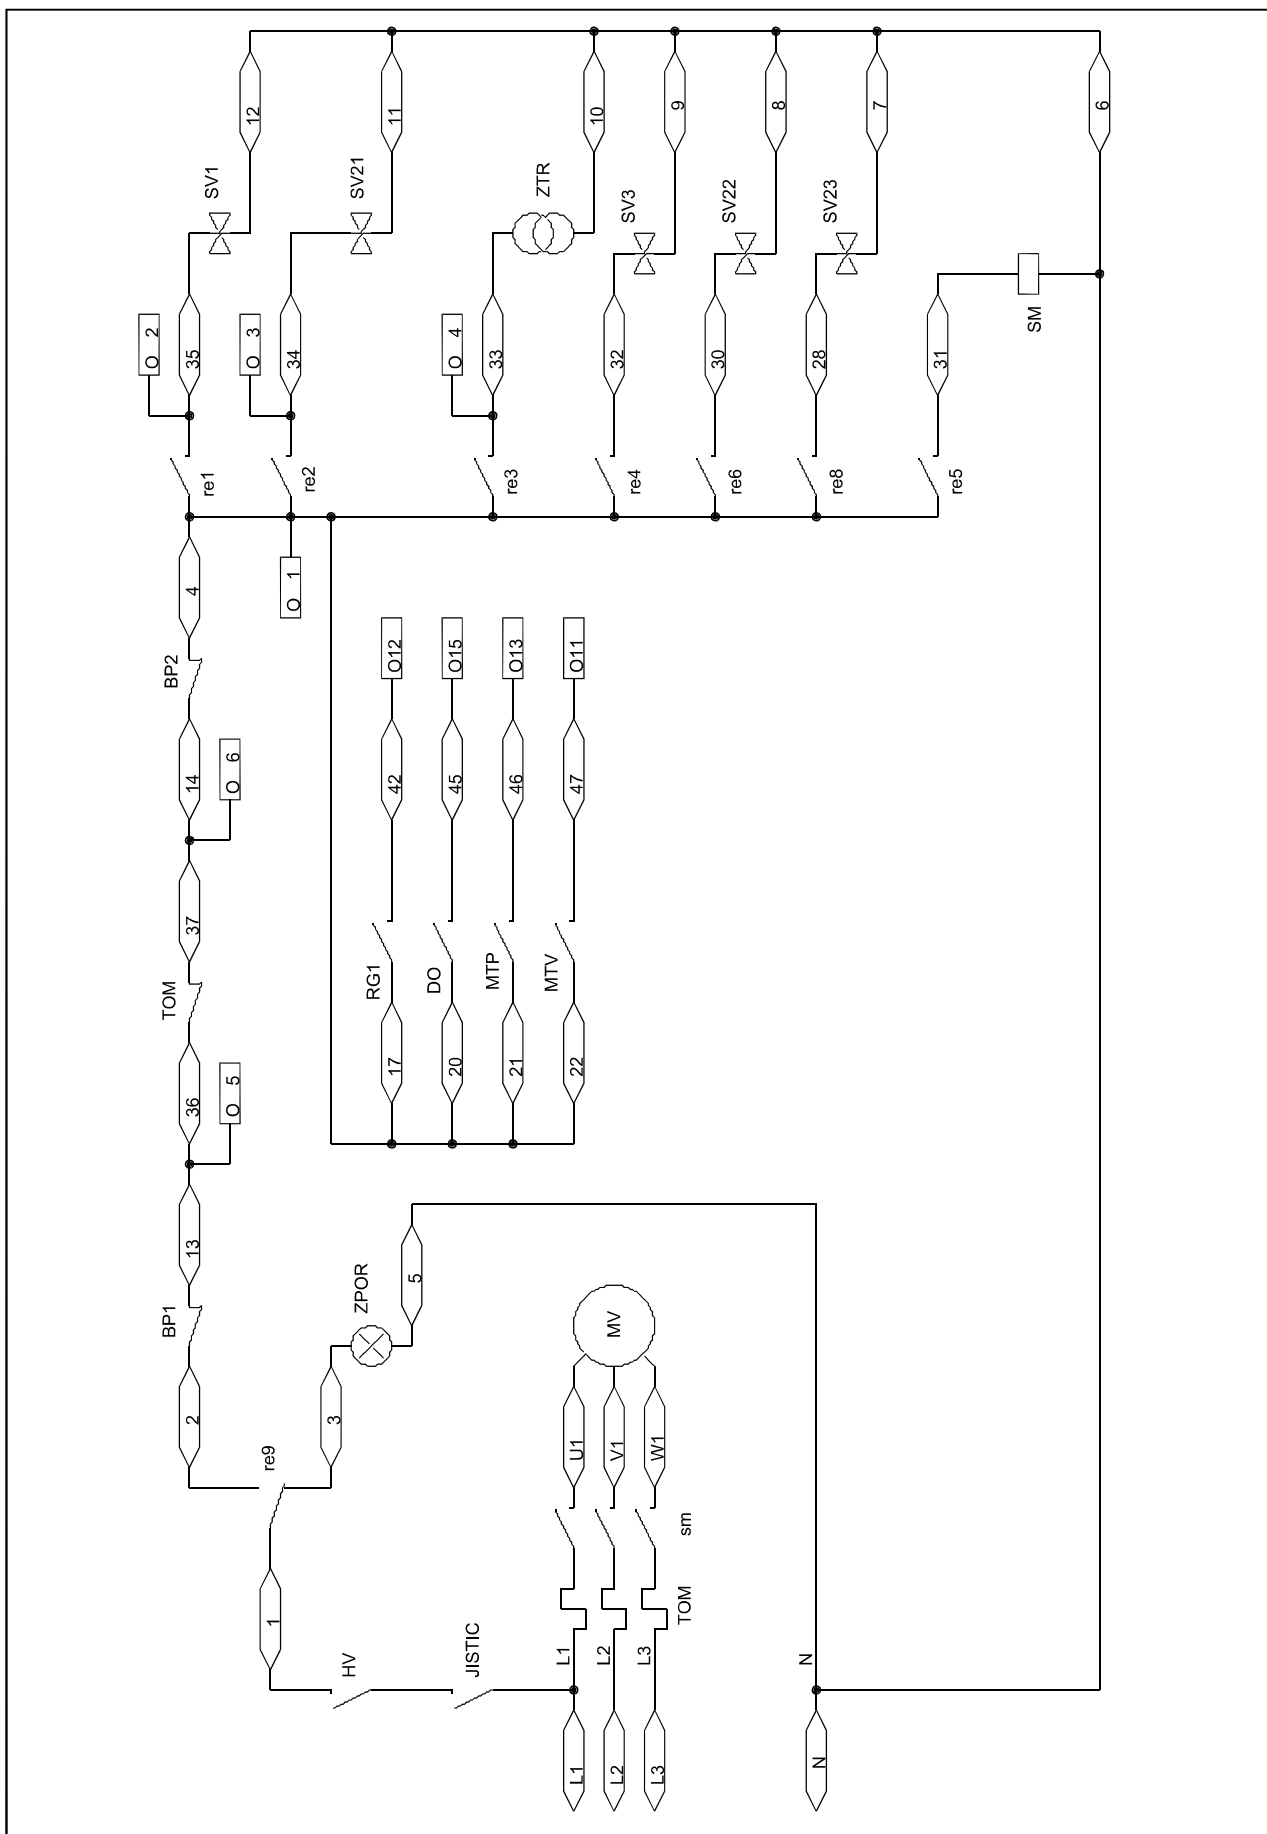 12
11
10
9
8
7
6
SV1
SV21
ZTR
SV3
SV22
SV23
SM
O 2
35
O 3
34
O 4
33
32
30
28
31
re1
re2
re3
re4
re6
re8
re5
4
O 1
BP2
14
O 6
37
TOM
36
O 5
13
BP1
2
O12
O15
O13
O11
42
45
46
47
RG1
DO
MTP
MTV
17
20
21
22
ZPOR
5
3
re9
1
HV
JISTIC
MV
U1
V1
W1
sm
TOM
L1
L2
L3
N
L1
L2
L3
N